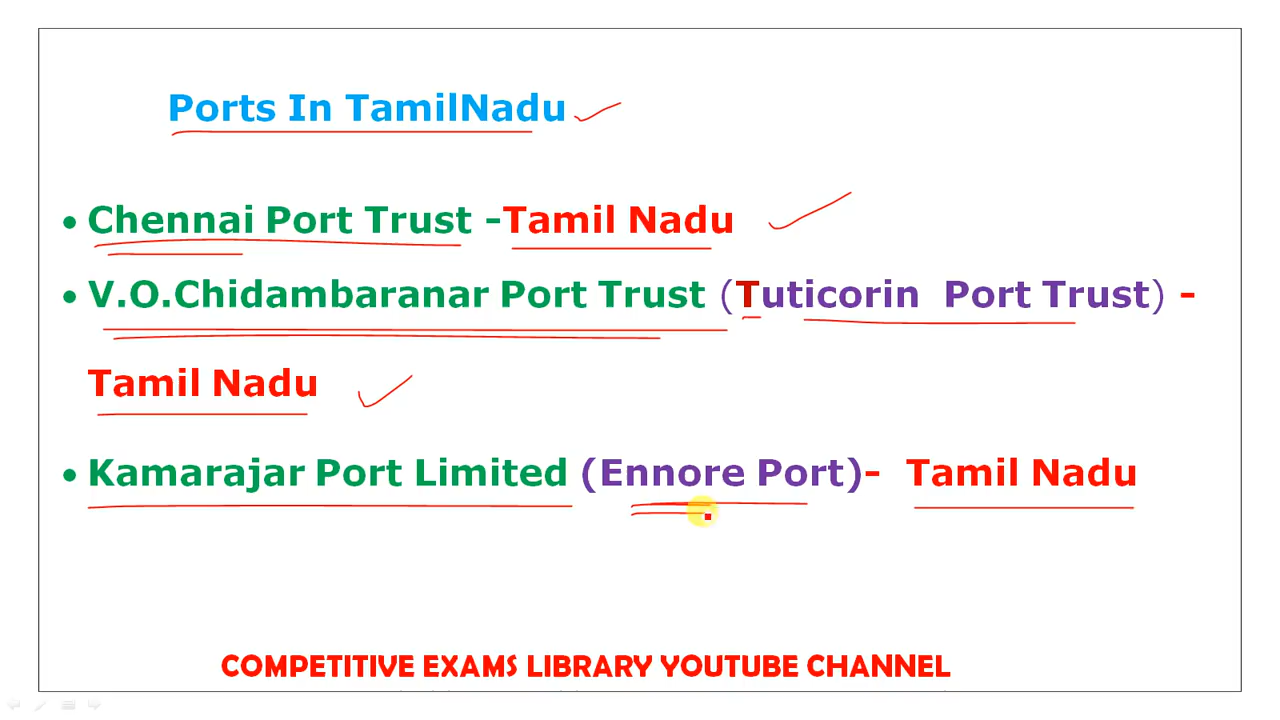 Ports In TamilNadu
• Chennai Port Trust -Tamil Nadu
• V.O.Chidambaranar Port Trust (Tuticorin Port Trust) -
Tamil Nadu
• Kamarajar Port Limited (Ennore Port)- Tamil Nadu
COMPETITIVE EXAMS LIBRARY YOUTUBE CHANNEL